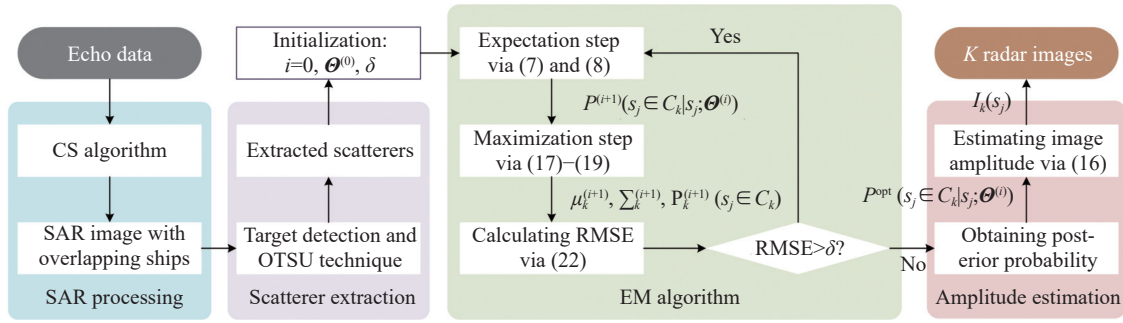 Echo data
CS algorithm
SAR image with
overlapping ships
SAR processing
Initialization:
i=0, Θ^(0), δ
Extracted scatterers
Target detection and
OTSU technique
Scatterer extraction
Expectation step
via (7) and (8)
Yes
P^(i+1)(s_j ∈ C_k|s_j;Θ^(i))
Maximization step
via (17)−(19)
μ_k^(i+1), ∑_k^(i+1), P_k^(i+1) (s_j ∈ C_k)
Calculating RMSE
via (22)
RMSE>δ?
No
EM algorithm
K radar images
I_k(s_j)
Estimating image
amplitude via (16)
P^opt (s_j ∈ C_k|s_j;Θ^(i))
Obtaining post-
erior probability
Amplitude estimation